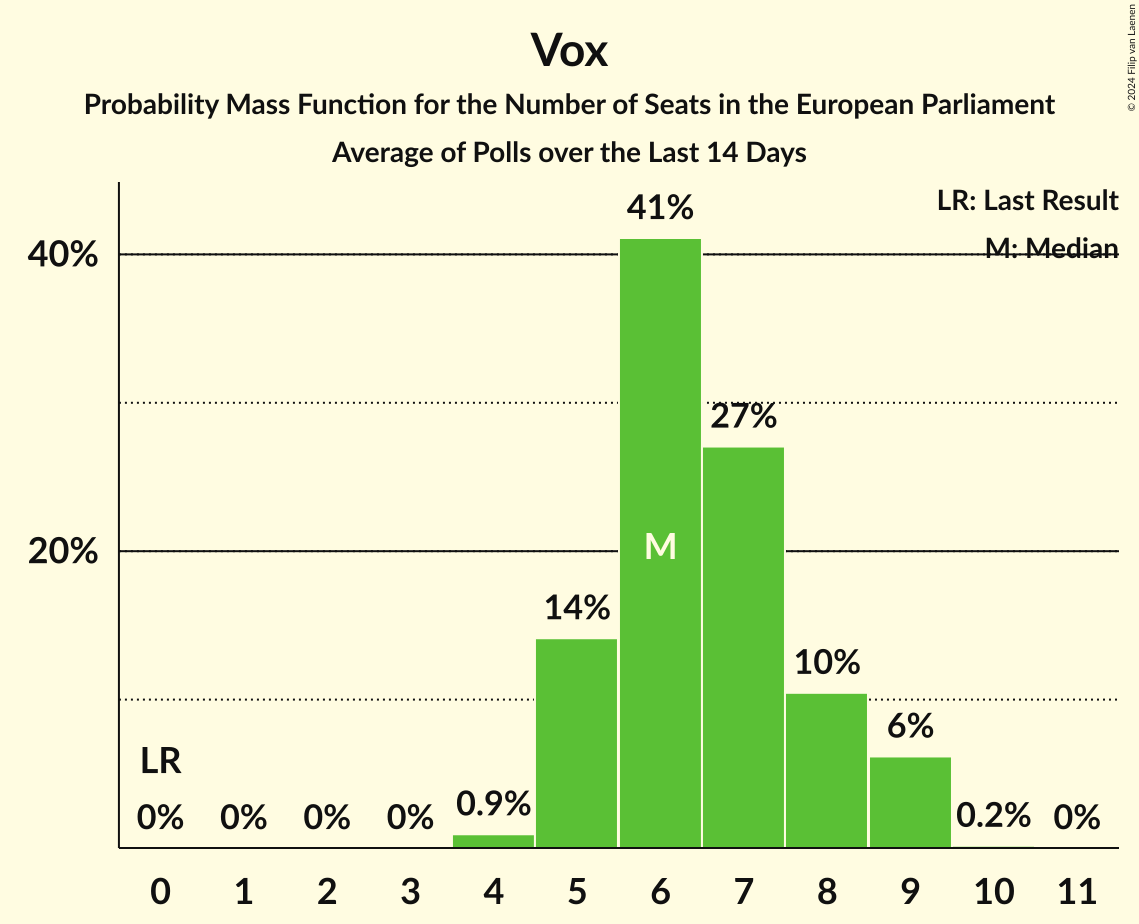 Vox
Probability Mass Function for the Number of Seats in the European Parliament
Average of Polls over the Last 14 Days
© 2024 Filip van Laenen
LR: Last Result
M: Median
41%
40%
27%
20%
M
14%
10%
6%
LR
0% 0% 0% 0% 0.9% 0.2% 0%
0 1 2 3 4 5 6 7 8 9 10 11